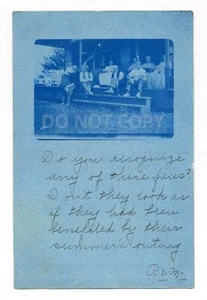 DO NOT COPY
Do you recognize
any of these faces?
Don't they look as
if they had been
benefited by their
summer's outing